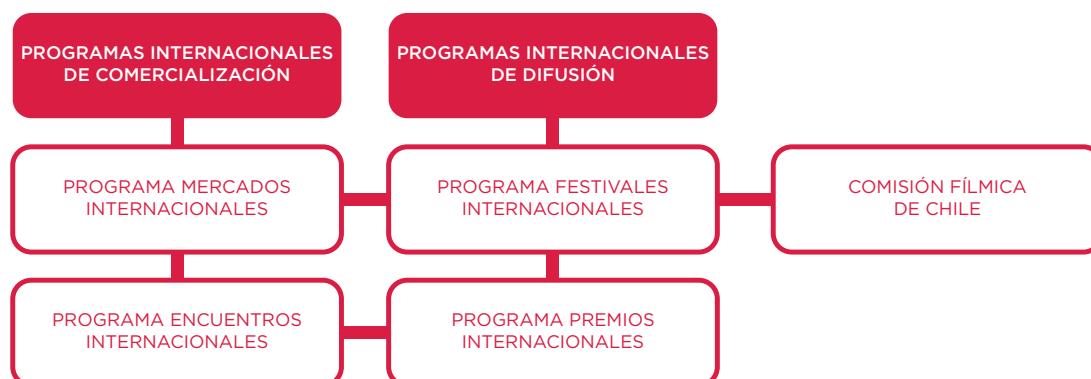 PROGRAMAS INTERNACIONALES
DE COMERCIALIZACIÓN
PROGRAMAS INTERNACIONALES
DE DIFUSIÓN
PROGRAMA MERCADOS
INTERNACIONALES
PROGRAMA FESTIVALES
INTERNACIONALES
COMISIÓN FÍLMICA
DE CHILE
PROGRAMA ENCUENTROS
INTERNACIONALES
PROGRAMA PREMIOS
INTERNACIONALES